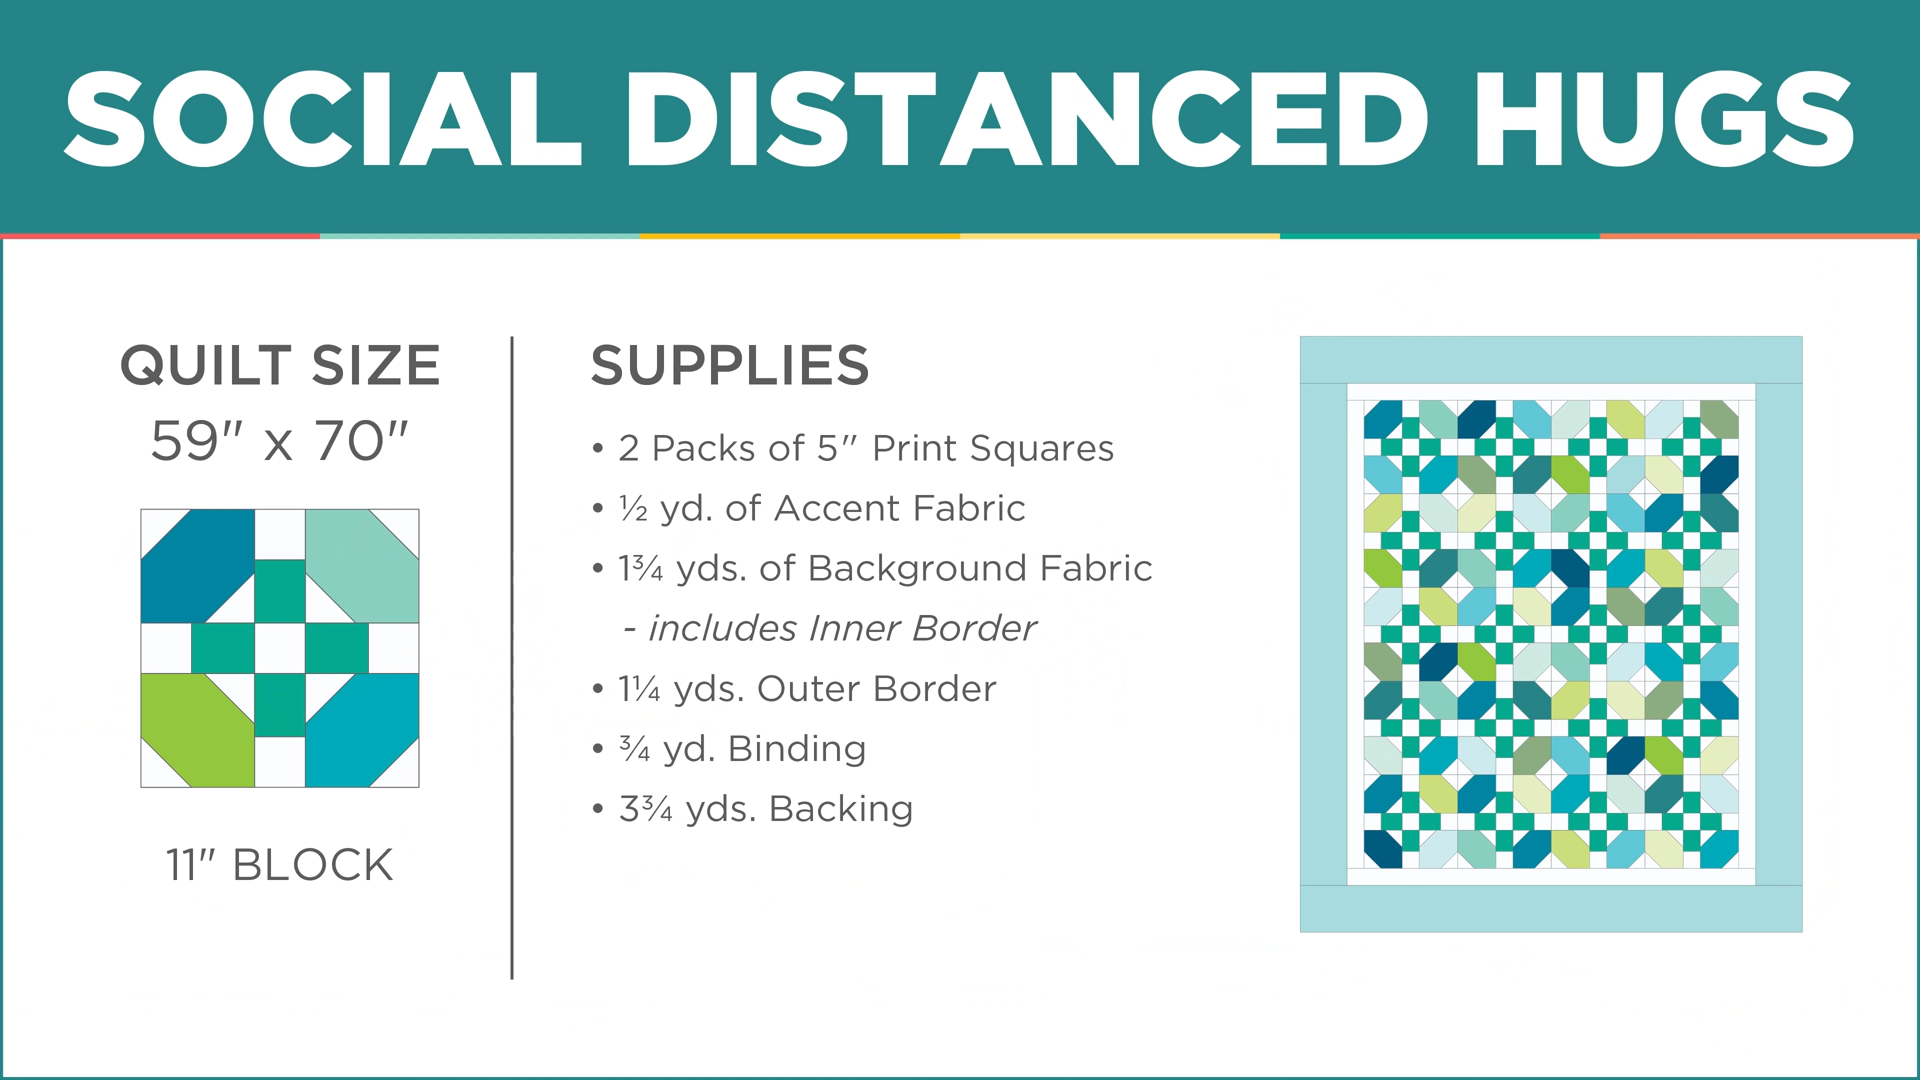 SOCIAL DISTANCED HUGS
QUILT SIZE
59" x 70"
11" BLOCK
SUPPLIES
• 2 Packs of 5" Print Squares
• ½ yd. of Accent Fabric
• 1¾ yds. of Background Fabric
- includes Inner Border
• 1¼ yds. Outer Border
• ¾ yd. Binding
• 3¾ yds. Backing